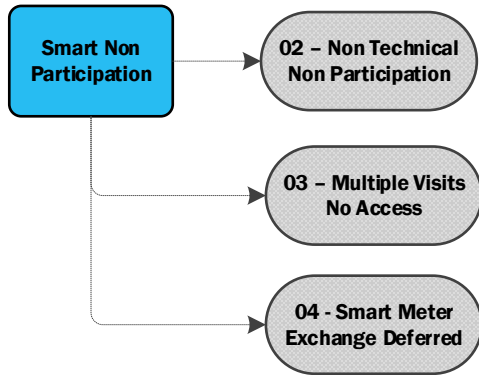 Smart Non
Participation
02 – Non Technical
Non Participation
03 – Multiple Visits
No Access
04 - Smart Meter
Exchange Deferred